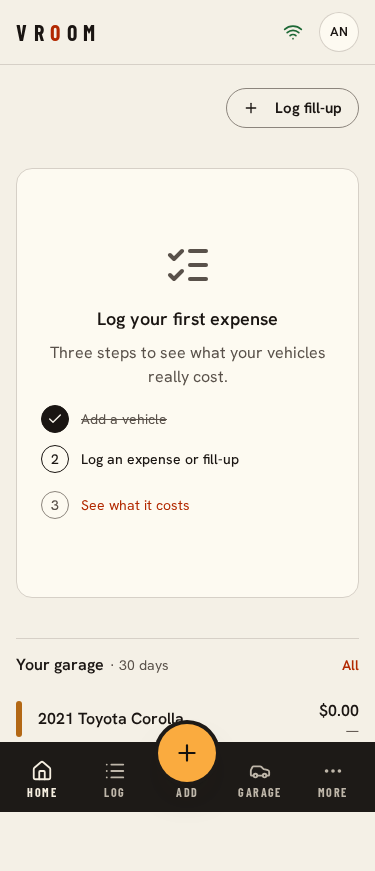 VROOM
AN
Log fill-up
Log your first expense
Three steps to see what your vehicles
really cost.
Add a vehicle
2 Log an expense or fill-up
3 See what it costs
Your garage · 30 days All
2021 Toyota Corolla $0.00
—
HOME LOG ADD GARAGE MORE